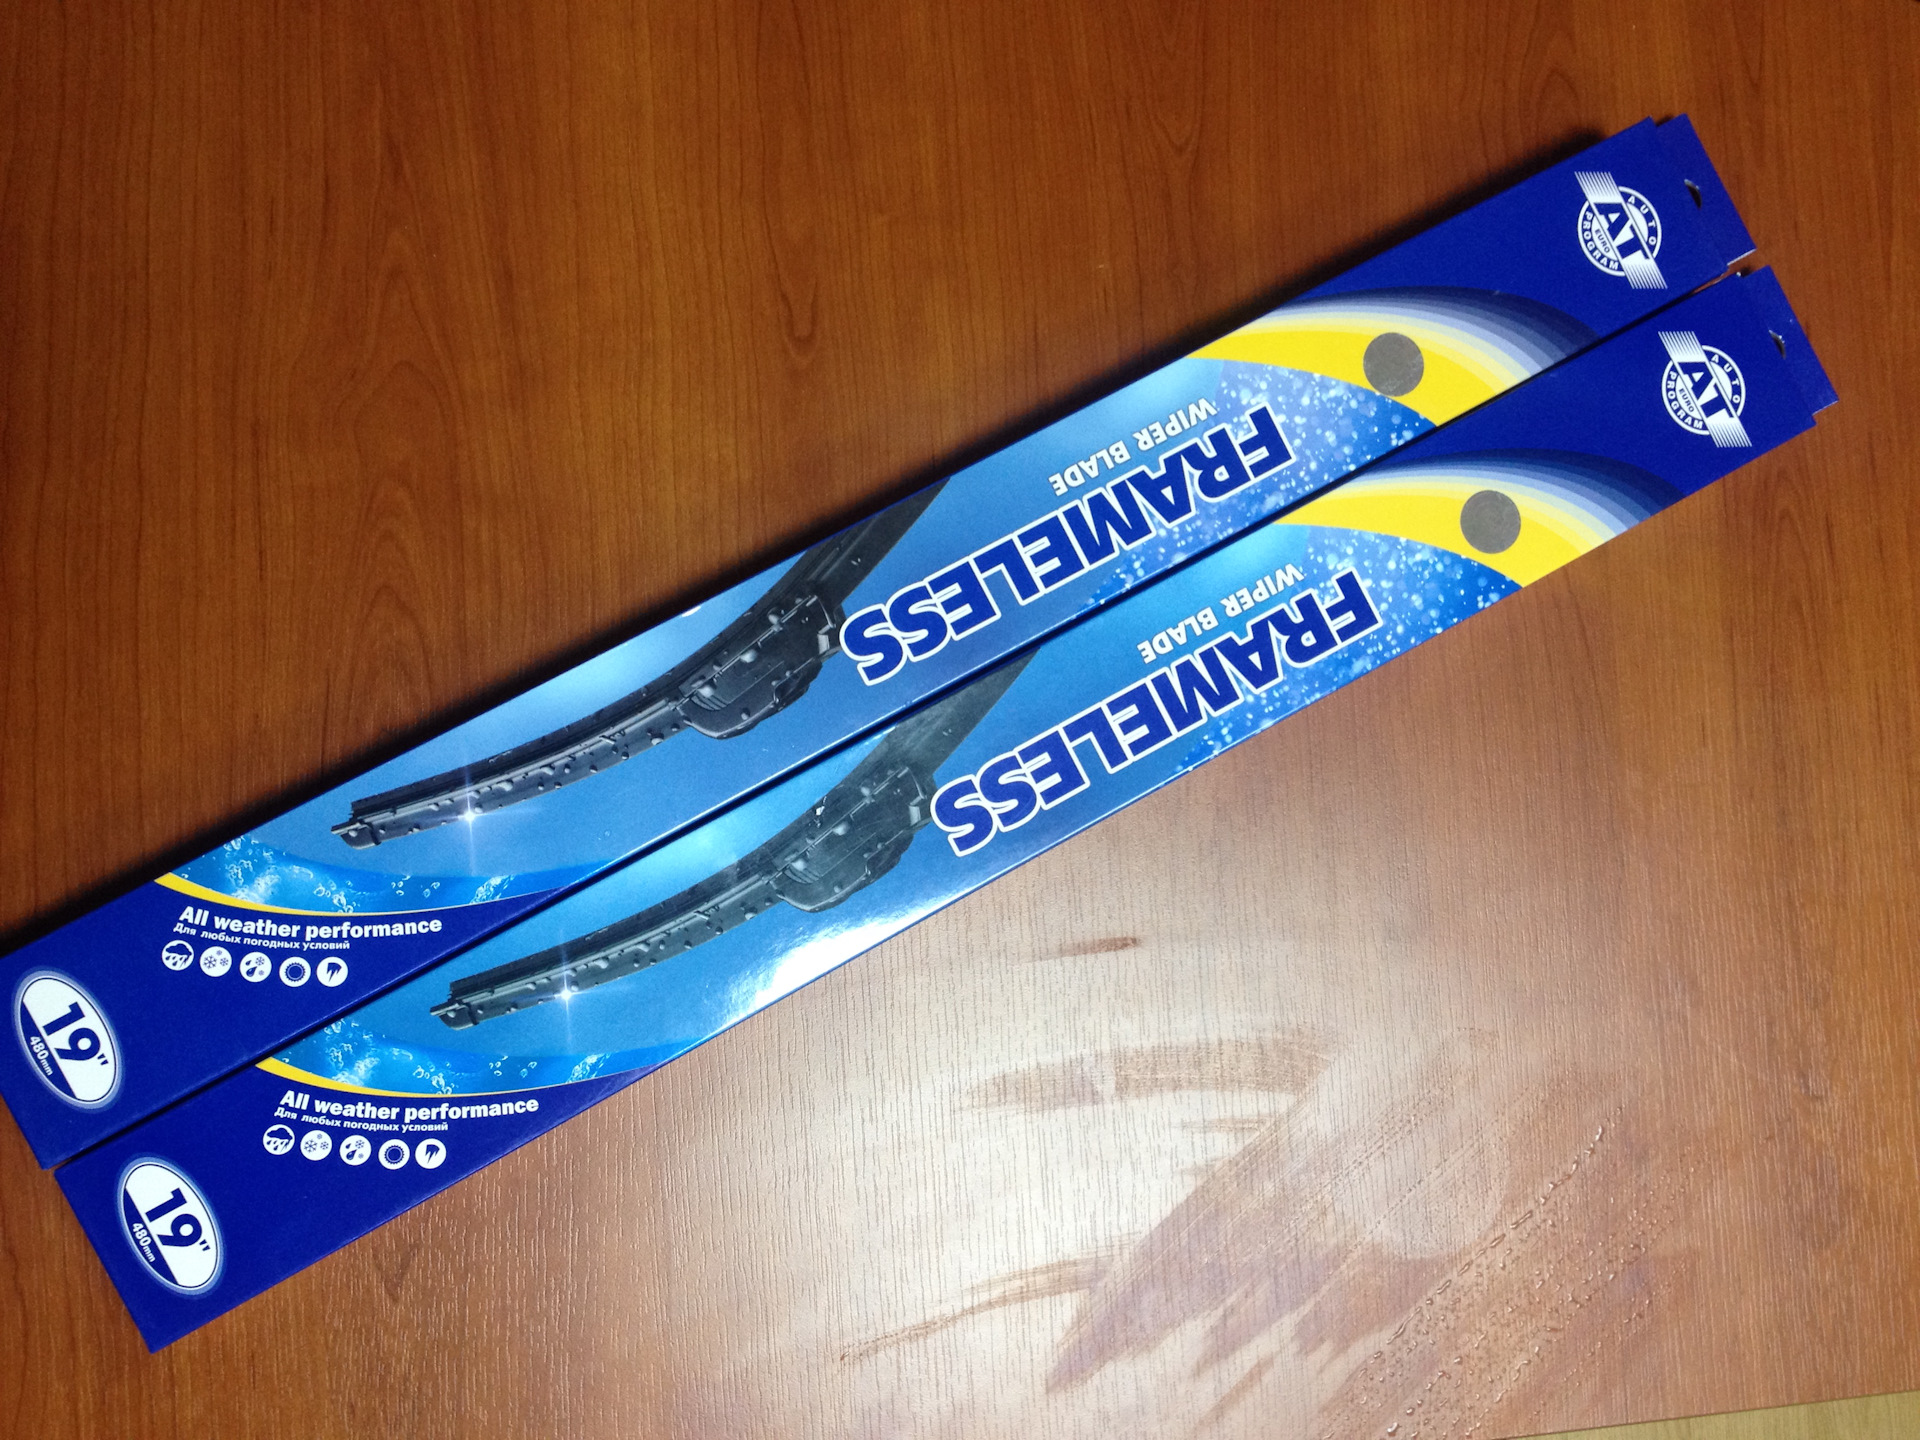 AUTO
AT
EURO
PROGRAM
WIPER BLADE
FRAMELESS
All weather performance
Для любых погодных условий
19"
480mm
AUTO
AT
EURO
PROGRAM
WIPER BLADE
FRAMELESS
All weather performance
Для любых погодных условий
19"
480mm